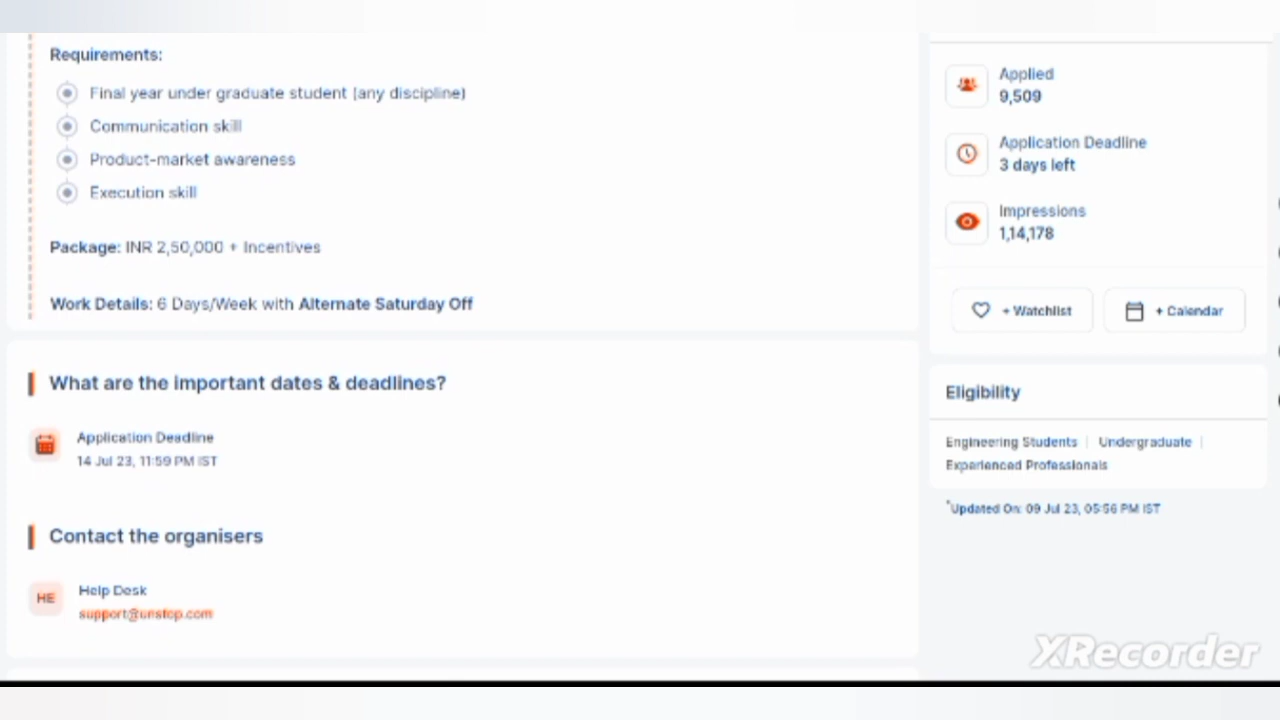 Requirements:
Final year under graduate student (any discipline)
Communication skill
Product-market awareness
Execution skill
Package: INR 2,50,000 + Incentives
Work Details: 6 Days/Week with Alternate Saturday Off
What are the important dates & deadlines?
Application Deadline
14 Jul 23, 11:59 PM IST
Contact the organisers
HE
Help Desk
support@unstop.com
Applied
9,509
Application Deadline
3 days left
Impressions
1,14,178
+ Watchlist
+ Calendar
Eligibility
Engineering Students | Undergraduate |
Experienced Professionals
*Updated On: 09 Jul 23, 05:56 PM IST
XRecorder